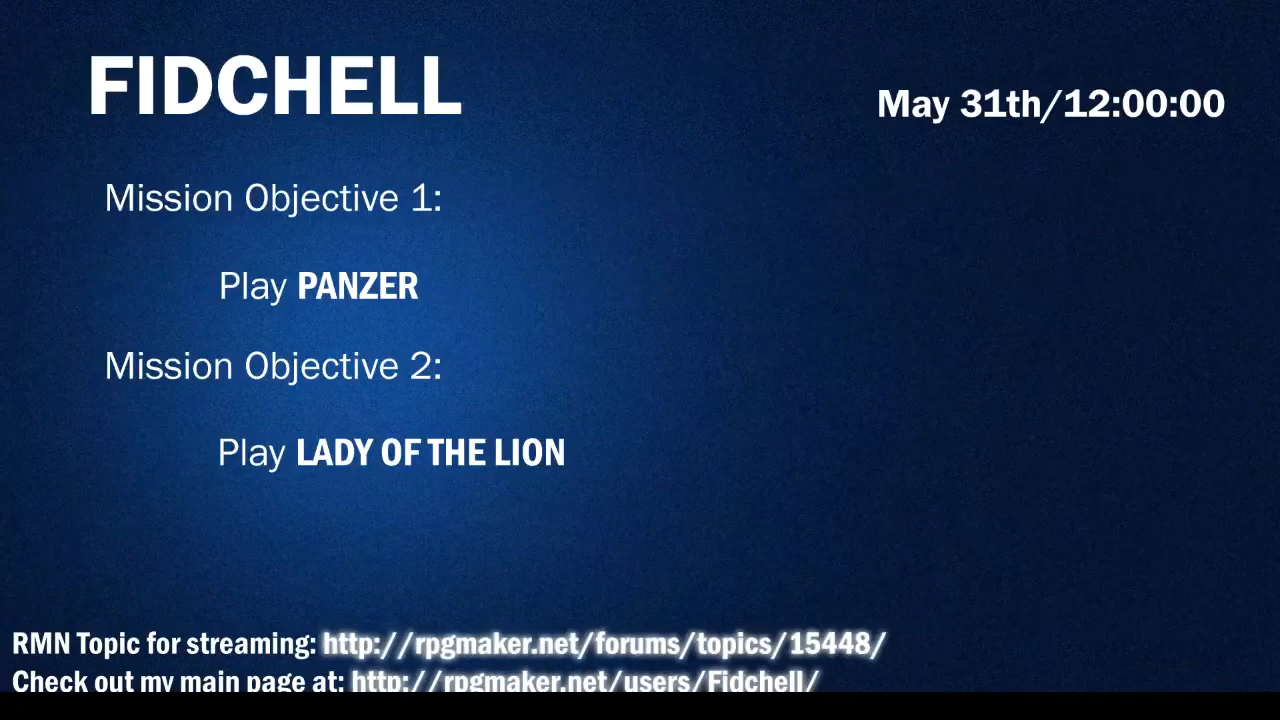 FIDCHELL
May 31th/12:00:00
Mission Objective 1:
Play PANZER
Mission Objective 2:
Play LADY OF THE LION
RMN Topic for streaming: http://rpgmaker.net/forums/topics/15448/
Check out my main page at: http://rpgmaker.net/users/Fidchell/